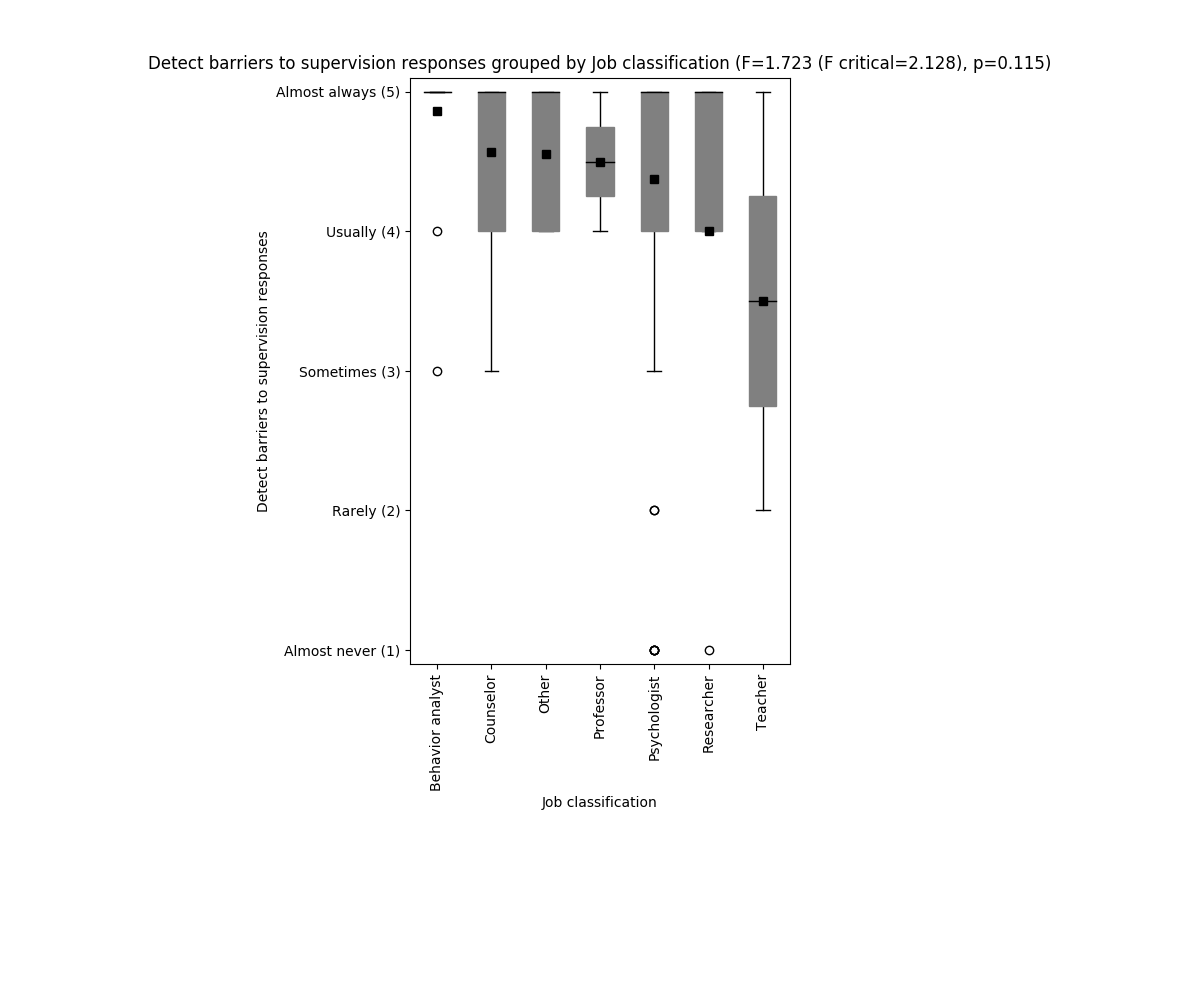 Detect barriers to supervision responses grouped by Job classification (F=1.723 (F critical=2.128), p=0.115)
Almost always (5)
Usually (4)
Sometimes (3)
Rarely (2)
Almost never (1)
Detect barriers to supervision responses
Behavior analyst
Counselor
Other
Professor
Psychologist
Researcher
Teacher
Job classification